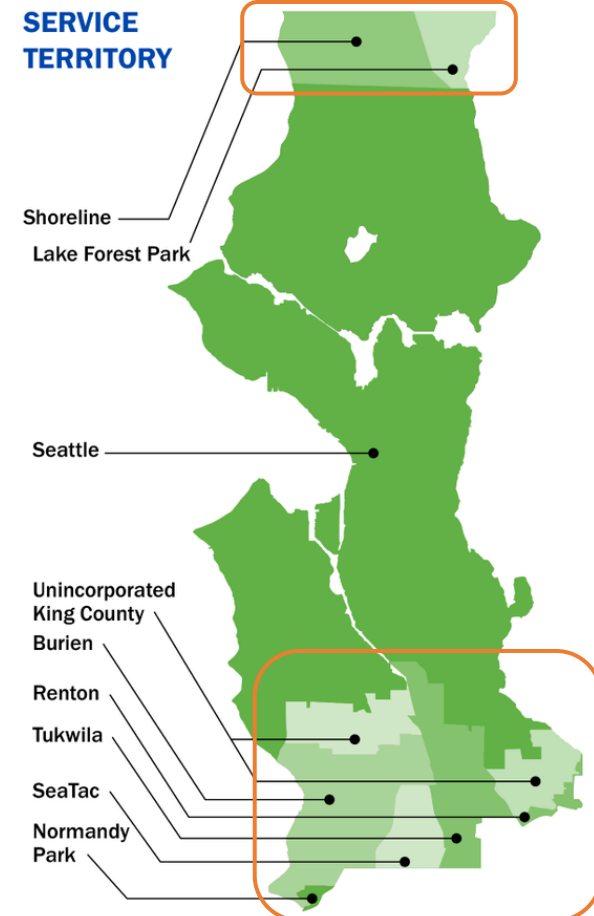 SERVICE
TERRITORY
Shoreline
Lake Forest Park
Seattle
Unincorporated
King County
Burien
Renton
Tukwila
SeaTac
Normandy
Park